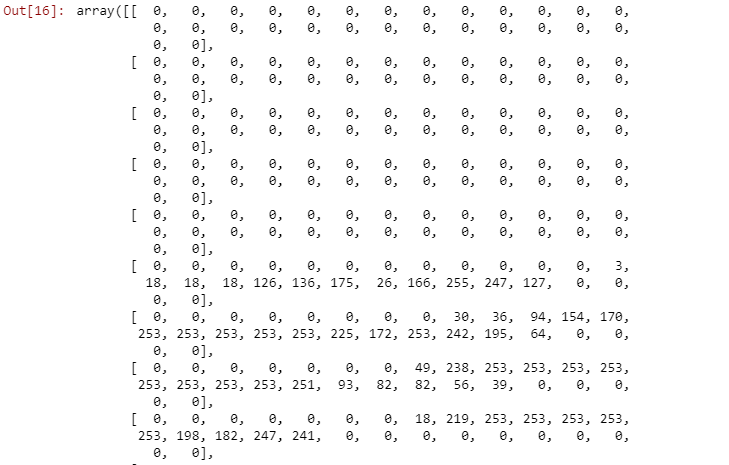 Out[16]: array([[  0,   0,   0,   0,   0,   0,   0,   0,   0,   0,   0,   0,   0,
0,   0,   0,   0,   0,   0,   0,   0,   0,   0,   0,   0,   0,
0,   0],
[  0,   0,   0,   0,   0,   0,   0,   0,   0,   0,   0,   0,   0,
0,   0,   0,   0,   0,   0,   0,   0,   0,   0,   0,   0,   0,
0,   0],
[  0,   0,   0,   0,   0,   0,   0,   0,   0,   0,   0,   0,   0,
0,   0,   0,   0,   0,   0,   0,   0,   0,   0,   0,   0,   0,
0,   0],
[  0,   0,   0,   0,   0,   0,   0,   0,   0,   0,   0,   0,   0,
0,   0,   0,   0,   0,   0,   0,   0,   0,   0,   0,   0,   0,
0,   0],
[  0,   0,   0,   0,   0,   0,   0,   0,   0,   0,   0,   0,   0,
0,   0,   0,   0,   0,   0,   0,   0,   0,   0,   0,   0,   0,
0,   0],
[  0,   0,   0,   0,   0,   0,   0,   0,   0,   0,   0,   0,   3,
18,  18,  18, 126, 136, 175,  26, 166, 255, 247, 127,   0,   0,
0,   0],
[  0,   0,   0,   0,   0,   0,   0,   0,  30,  36,  94, 154, 170,
253, 253, 253, 253, 253, 225, 172, 253, 242, 195,  64,   0,   0,
0,   0],
[  0,   0,   0,   0,   0,   0,   0,  49, 238, 253, 253, 253, 253,
253, 253, 253, 253, 251,  93,  82,  82,  56,  39,   0,   0,   0,
0,   0],
[  0,   0,   0,   0,   0,   0,   0,  18, 219, 253, 253, 253, 253,
253, 198, 182, 247, 241,   0,   0,   0,   0,   0,   0,   0,   0,
0,   0],